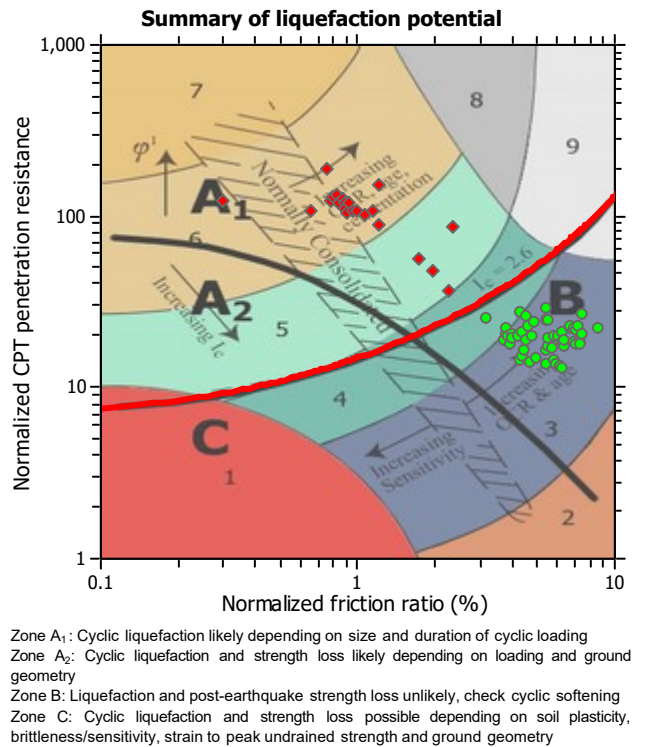 Summary of liquefaction potential
1,000
100
10
1
0.1
1
10
Normalized CPT penetration resistance
Normalized friction ratio (%)
7
8
9
φ'
A1
6
A2
5
B
4
C
1
3
2
Increasing
OCR, age,
cementation
Normally Consolidated
Increasing Ic
Ic = 2.6
Increasing
OCR & age
Increasing
Sensitivity
Zone A1: Cyclic liquefaction likely depending on size and duration of cyclic loading
Zone A2: Cyclic liquefaction and strength loss likely depending on loading and ground
geometry
Zone B: Liquefaction and post-earthquake strength loss unlikely, check cyclic softening
Zone C: Cyclic liquefaction and strength loss possible depending on soil plasticity,
brittleness/sensitivity, strain to peak undrained strength and ground geometry